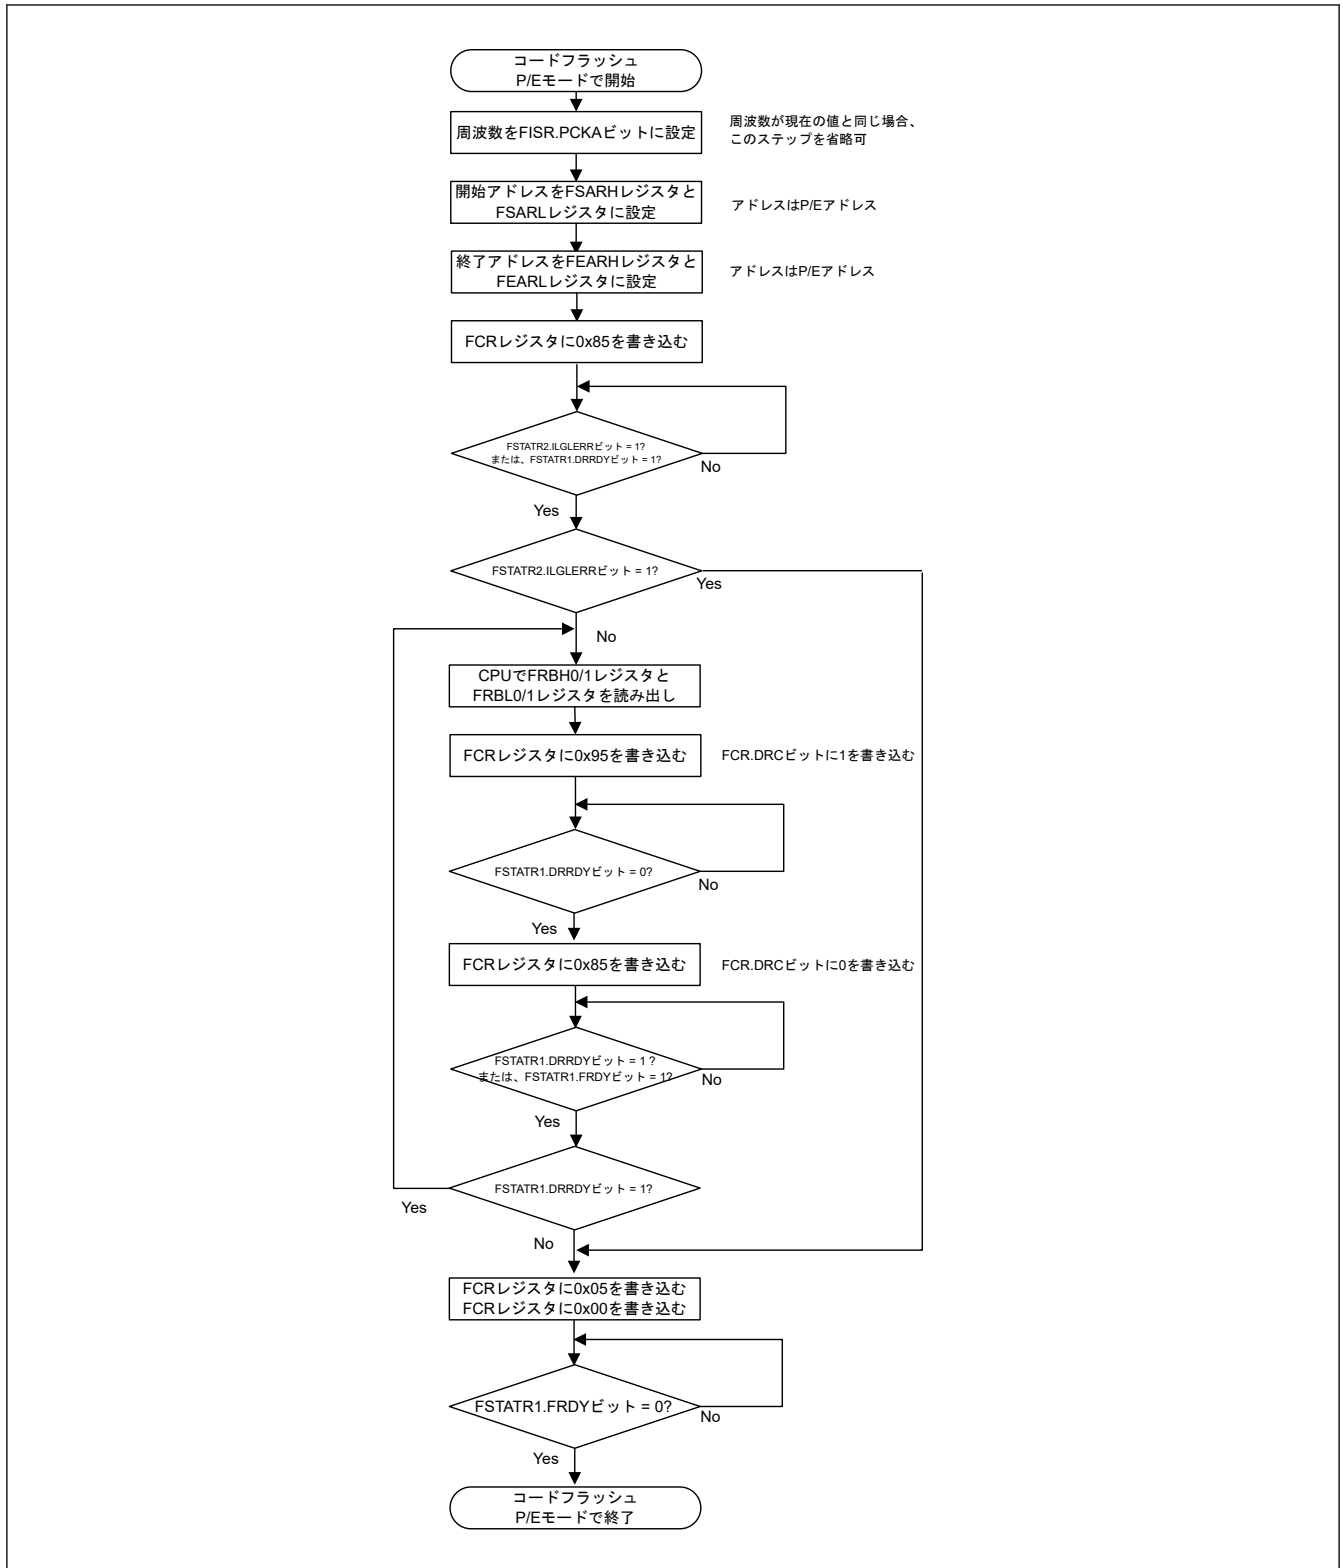 コードフラッシュ
P/Eモードで開始
周波数をFISR.PCKAビットに設定
周波数が現在の値と同じ場合、
このステップを省略可
開始アドレスをFSARHレジスタと
FSARLレジスタに設定
アドレスはP/Eアドレス
終了アドレスをFEARHレジスタと
FEARLレジスタに設定
アドレスはP/Eアドレス
FCRレジスタに0x85を書き込む
FSTATR2.ILGLERRビット = 1?
または、FSTATR1.DRRDYビット = 1?
No
Yes
FSTATR2.ILGLERRビット = 1?
Yes
No
CPUでFRBH0/1レジスタと
FRBL0/1レジスタを読み出し
FCRレジスタに0x95を書き込む
FCR.DRCビットに1を書き込む
FSTATR1.DRRDYビット = 0?
No
Yes
FCRレジスタに0x85を書き込む
FCR.DRCビットに0を書き込む
FSTATR1.DRRDYビット = 1 ?
または、FSTATR1.FRDYビット = 1?
No
Yes
FSTATR1.DRRDYビット = 1?
Yes
No
FCRレジスタに0x05を書き込む
FCRレジスタに0x00を書き込む
FSTATR1.FRDYビット = 0?
No
Yes
コードフラッシュ
P/Eモードで終了